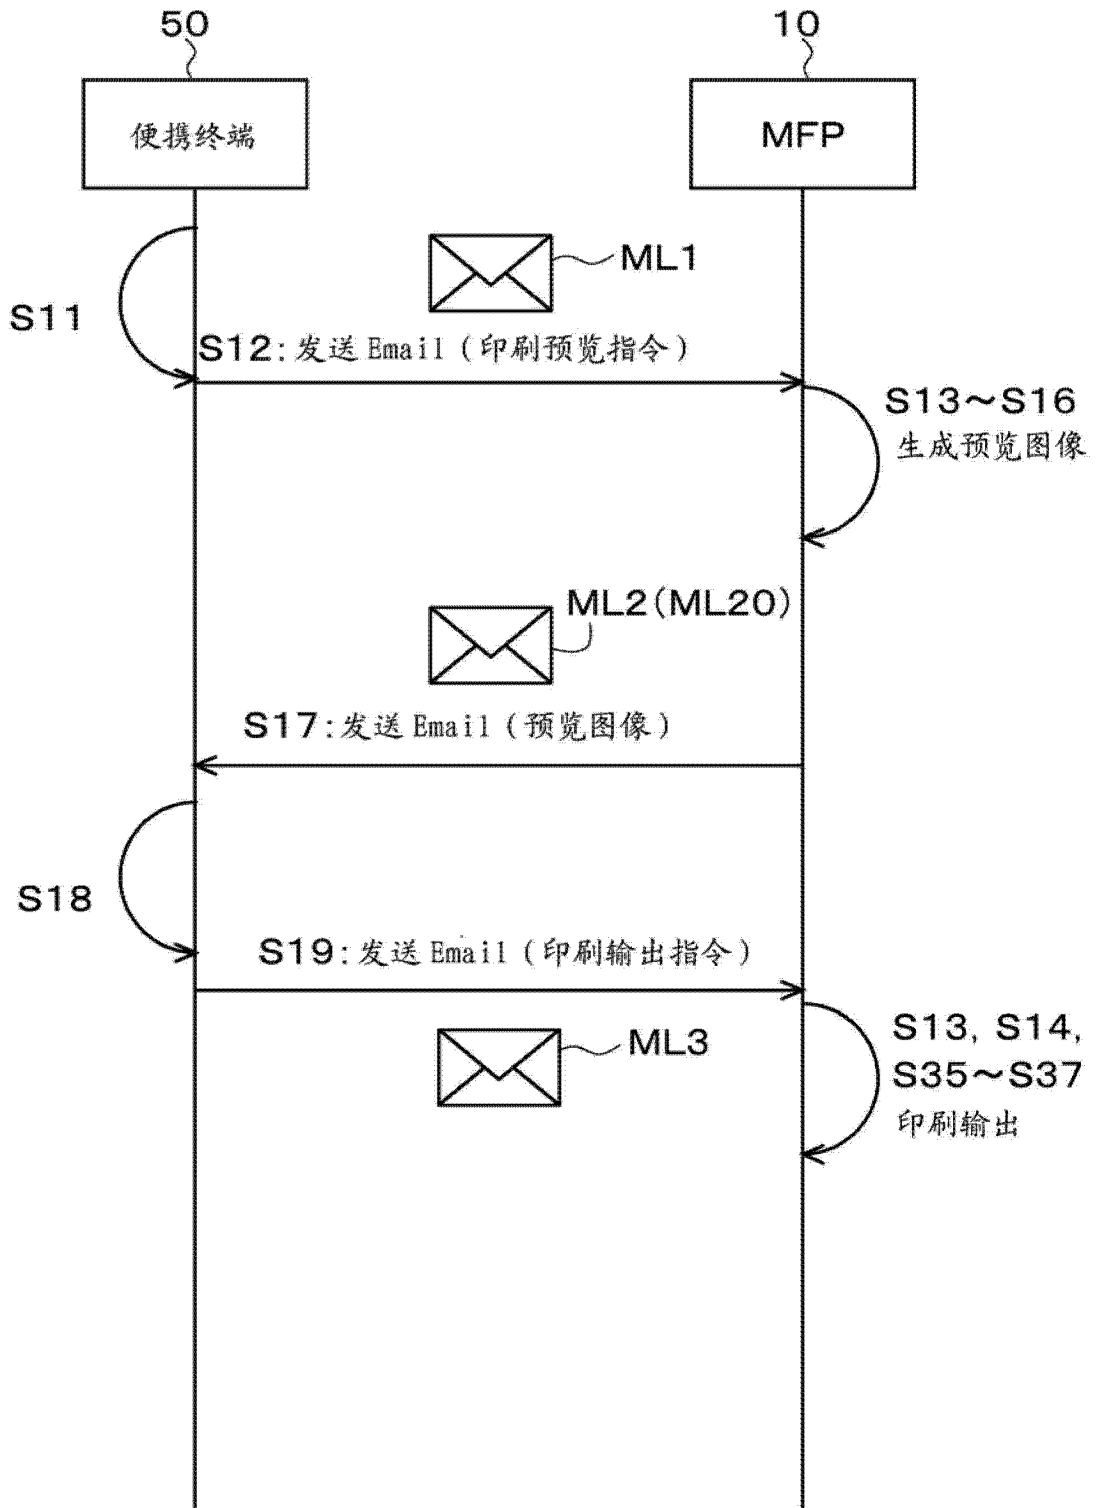 50
10
便携终端
MFP
ML1
S11
S12:发送 Email(印刷预览指令)
S13~S16
生成预览图像
ML2(ML20)
S17:发送 Email(预览图像)
S18
S19:发送 Email(印刷输出指令)
ML3
S13, S14,
S35~S37
印刷输出